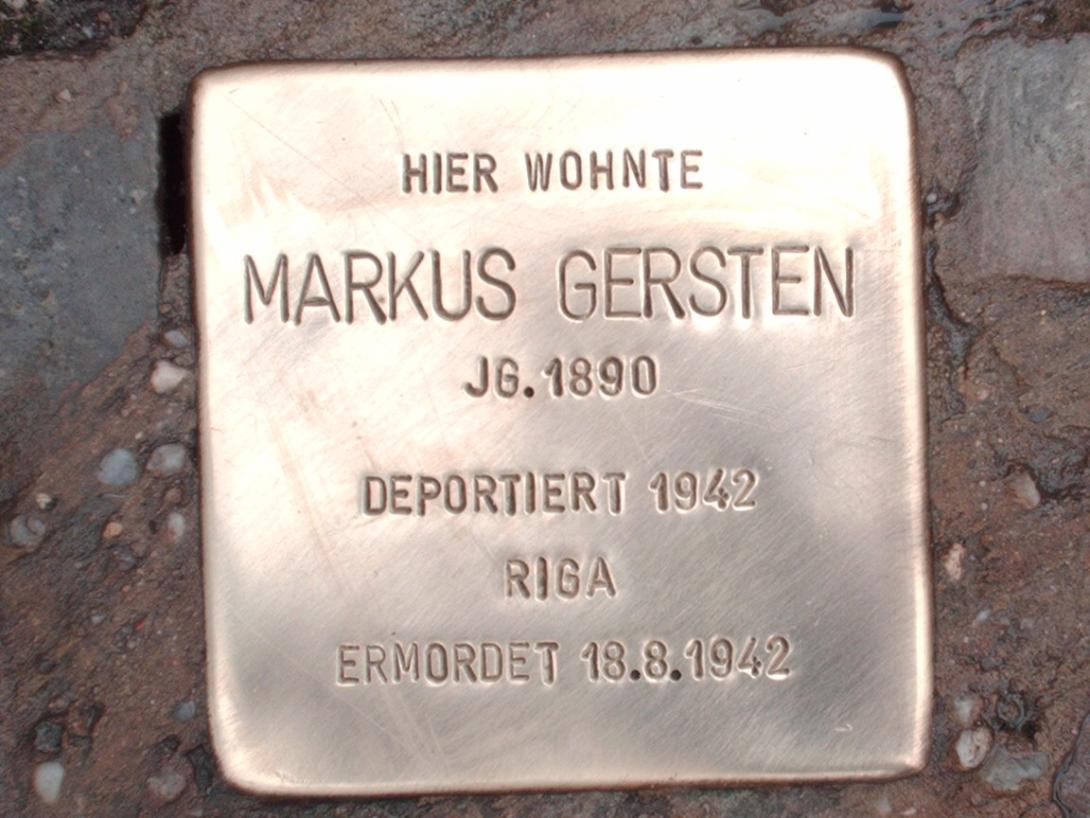 HIER WOHNTE
MARKUS GERSTEN
JG.1890
DEPORTIERT 1942
RIGA
ERMORDET 18.8.1942